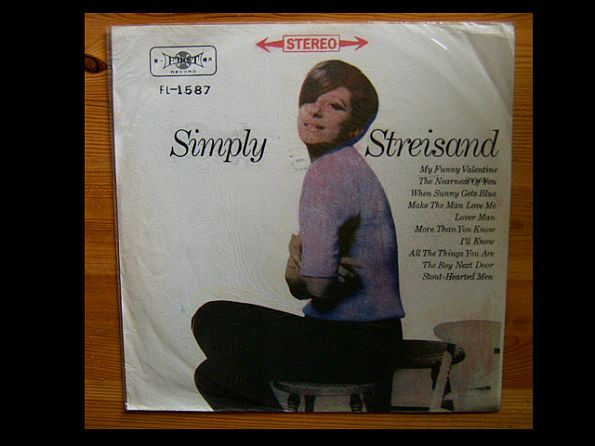 STEREO
FIRST
RECORD
FL-1587
Simply Streisand
My Funny Valentine
The Nearness Of You
When Sunny Gets Blue
Make The Man Love Me
Lover Man
More Than You Know
I'll Know
All The Things You Are
The Boy Next Door
Stout-Hearted Men